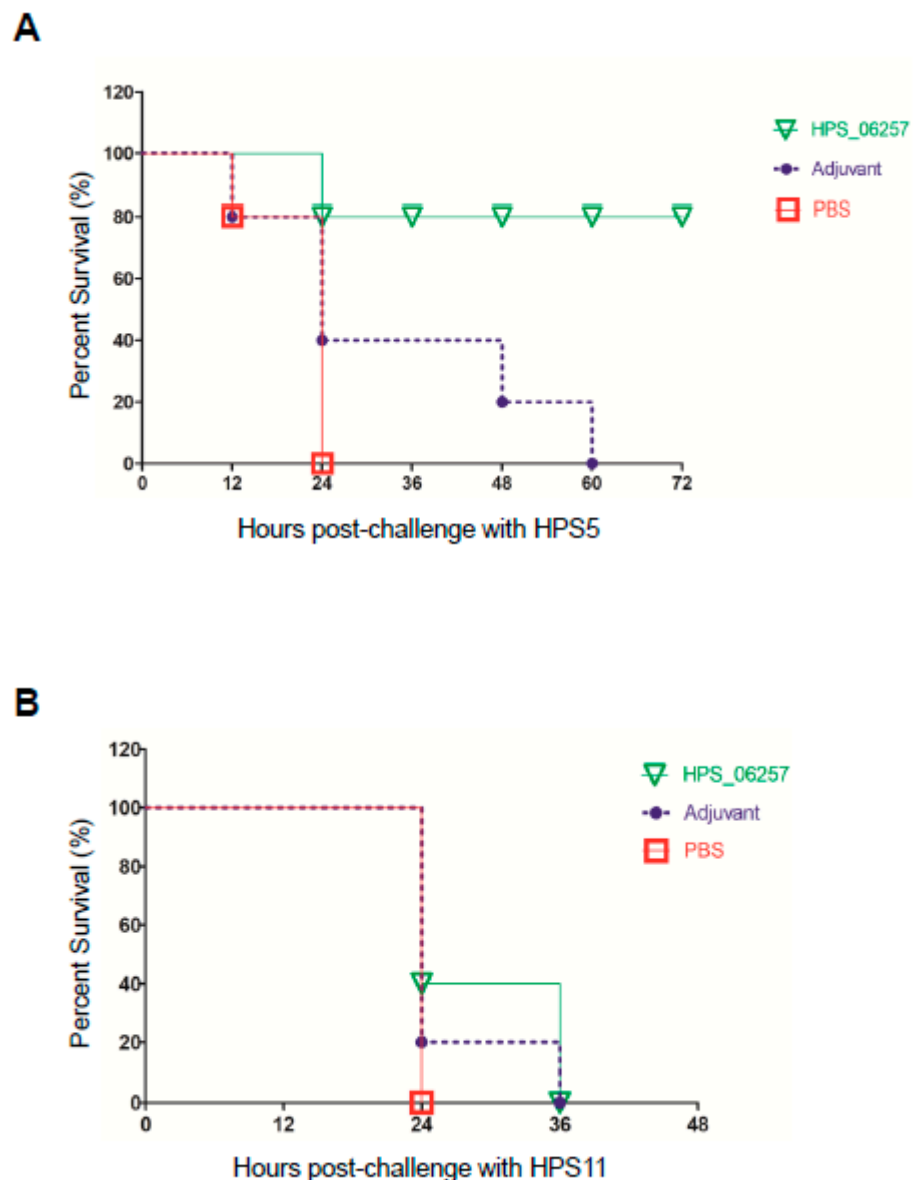 A
120
100
80
60
40
20
0
Percent Survival (%)
HPS_06257
Adjuvant
PBS
0 12 24 36 48 60 72
Hours post-challenge with HPS5
B
120
100
80
60
40
20
0
Percent Survival (%)
HPS_06257
Adjuvant
PBS
0 12 24 36 48
Hours post-challenge with HPS11